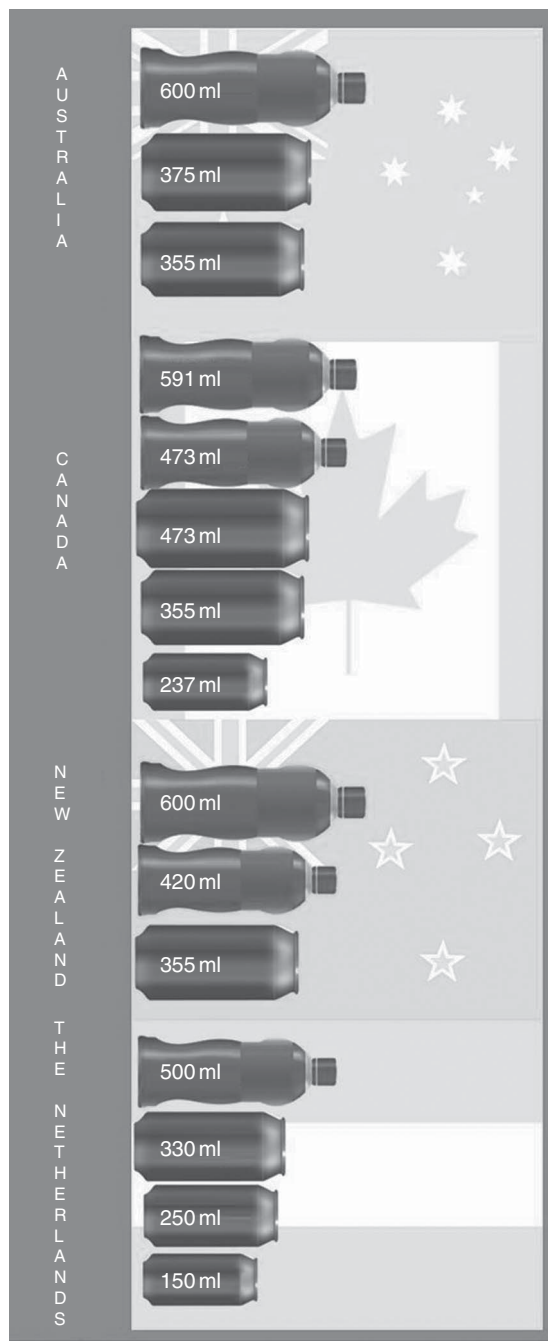 AUSTRALIA
600 ml
375 ml
355 ml
CANADA
591 ml
473 ml
473 ml
355 ml
237 ml
NEW ZEALAND
600 ml
420 ml
355 ml
THE NETHERLANDS
500 ml
330 ml
250 ml
150 ml